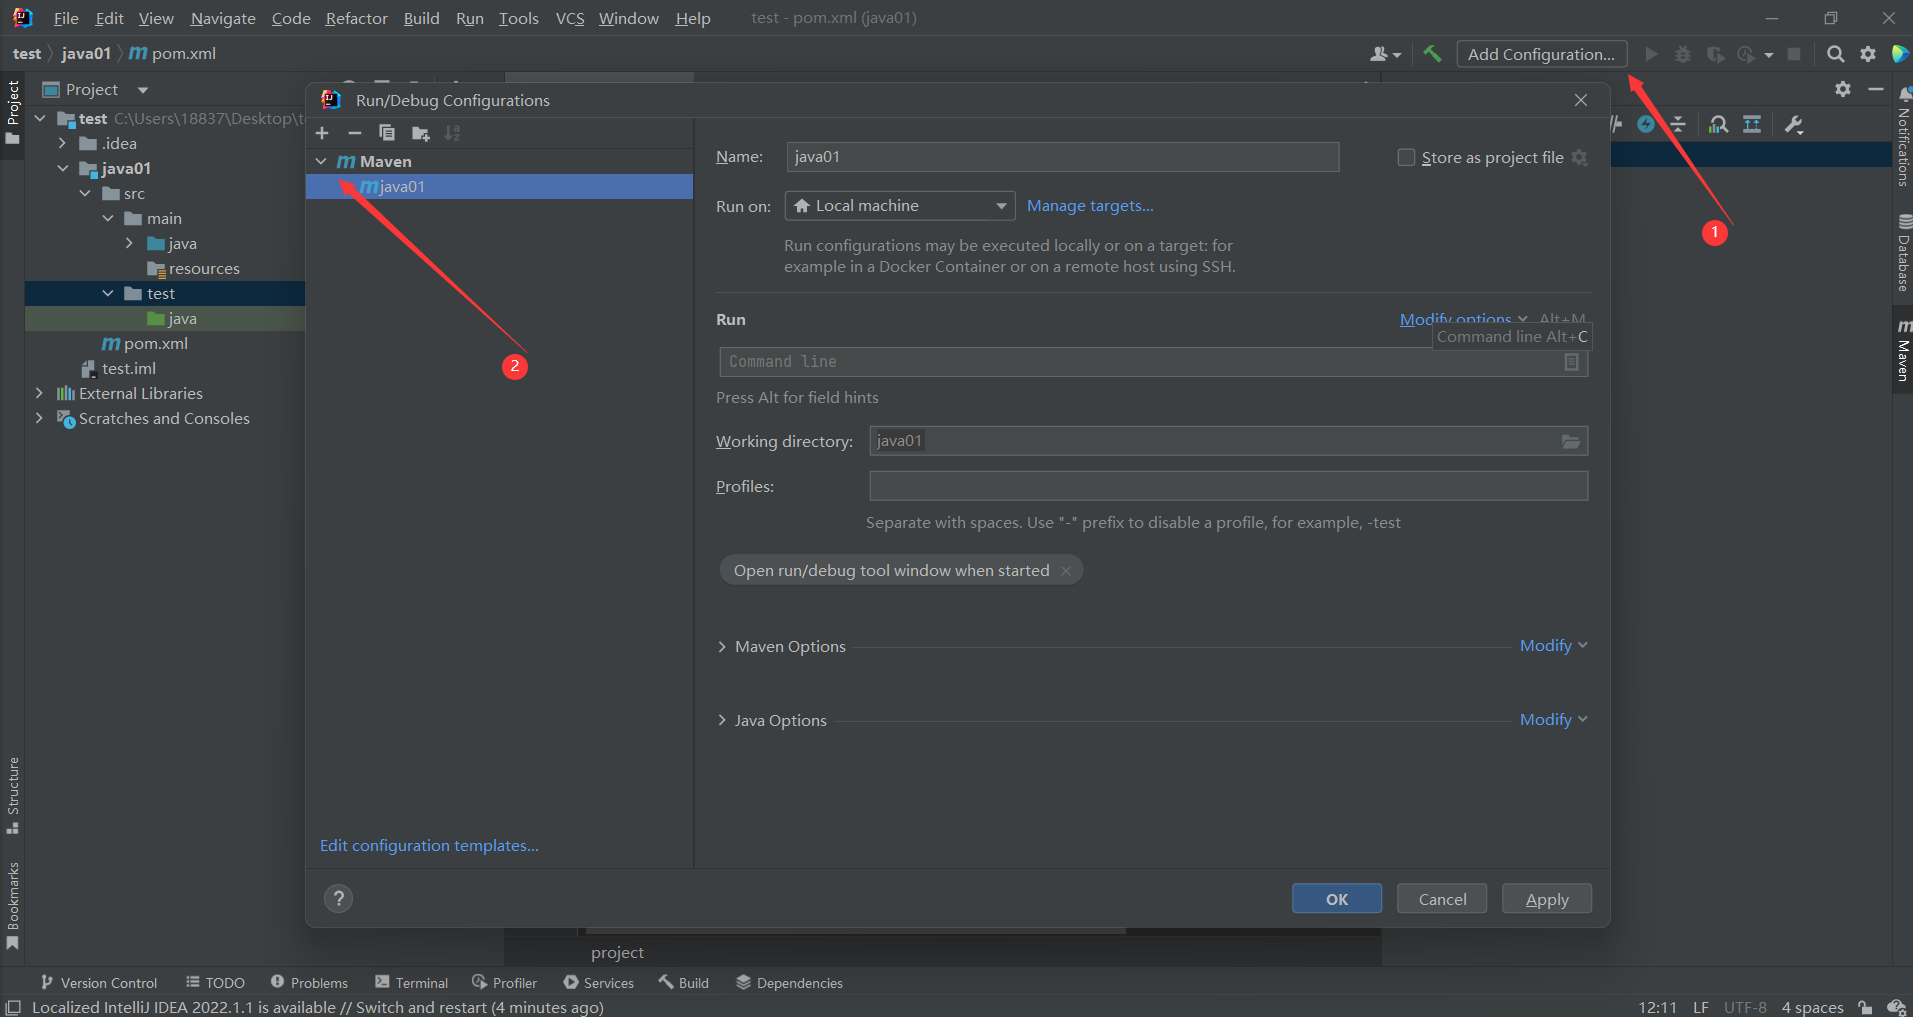 File Edit View Navigate Code Refactor Build Run Tools VCS Window Help test - pom.xml (java01)
test java01 m pom.xml Add Configuration...
Project
Project
test C:\Users\18837\Desktop\t
.idea
java01
src
main
java
resources
test
java
m pom.xml
test.iml
External Libraries
Scratches and Consoles
Structure
Bookmarks
Run/Debug Configurations
m Maven
m java01
Edit configuration templates...
Name: java01 Store as project file
Run on: Local machine Manage targets...
Run configurations may be executed locally or on a target: for
example in a Docker Container or on a remote host using SSH.
Run Modify options Alt+M
Command line Alt+C
Command line
Press Alt for field hints
Working directory: java01
Profiles:
Separate with spaces. Use "-" prefix to disable a profile, for example, -test
Open run/debug tool window when started
Maven Options Modify
Java Options Modify
? OK Cancel Apply
1
2
Notifications
Database
m Maven
project
Version Control TODO Problems Terminal Profiler Services Build Dependencies
Localized IntelliJ IDEA 2022.1.1 is available // Switch and restart (4 minutes ago) 12:11 LF UTF-8 4 spaces